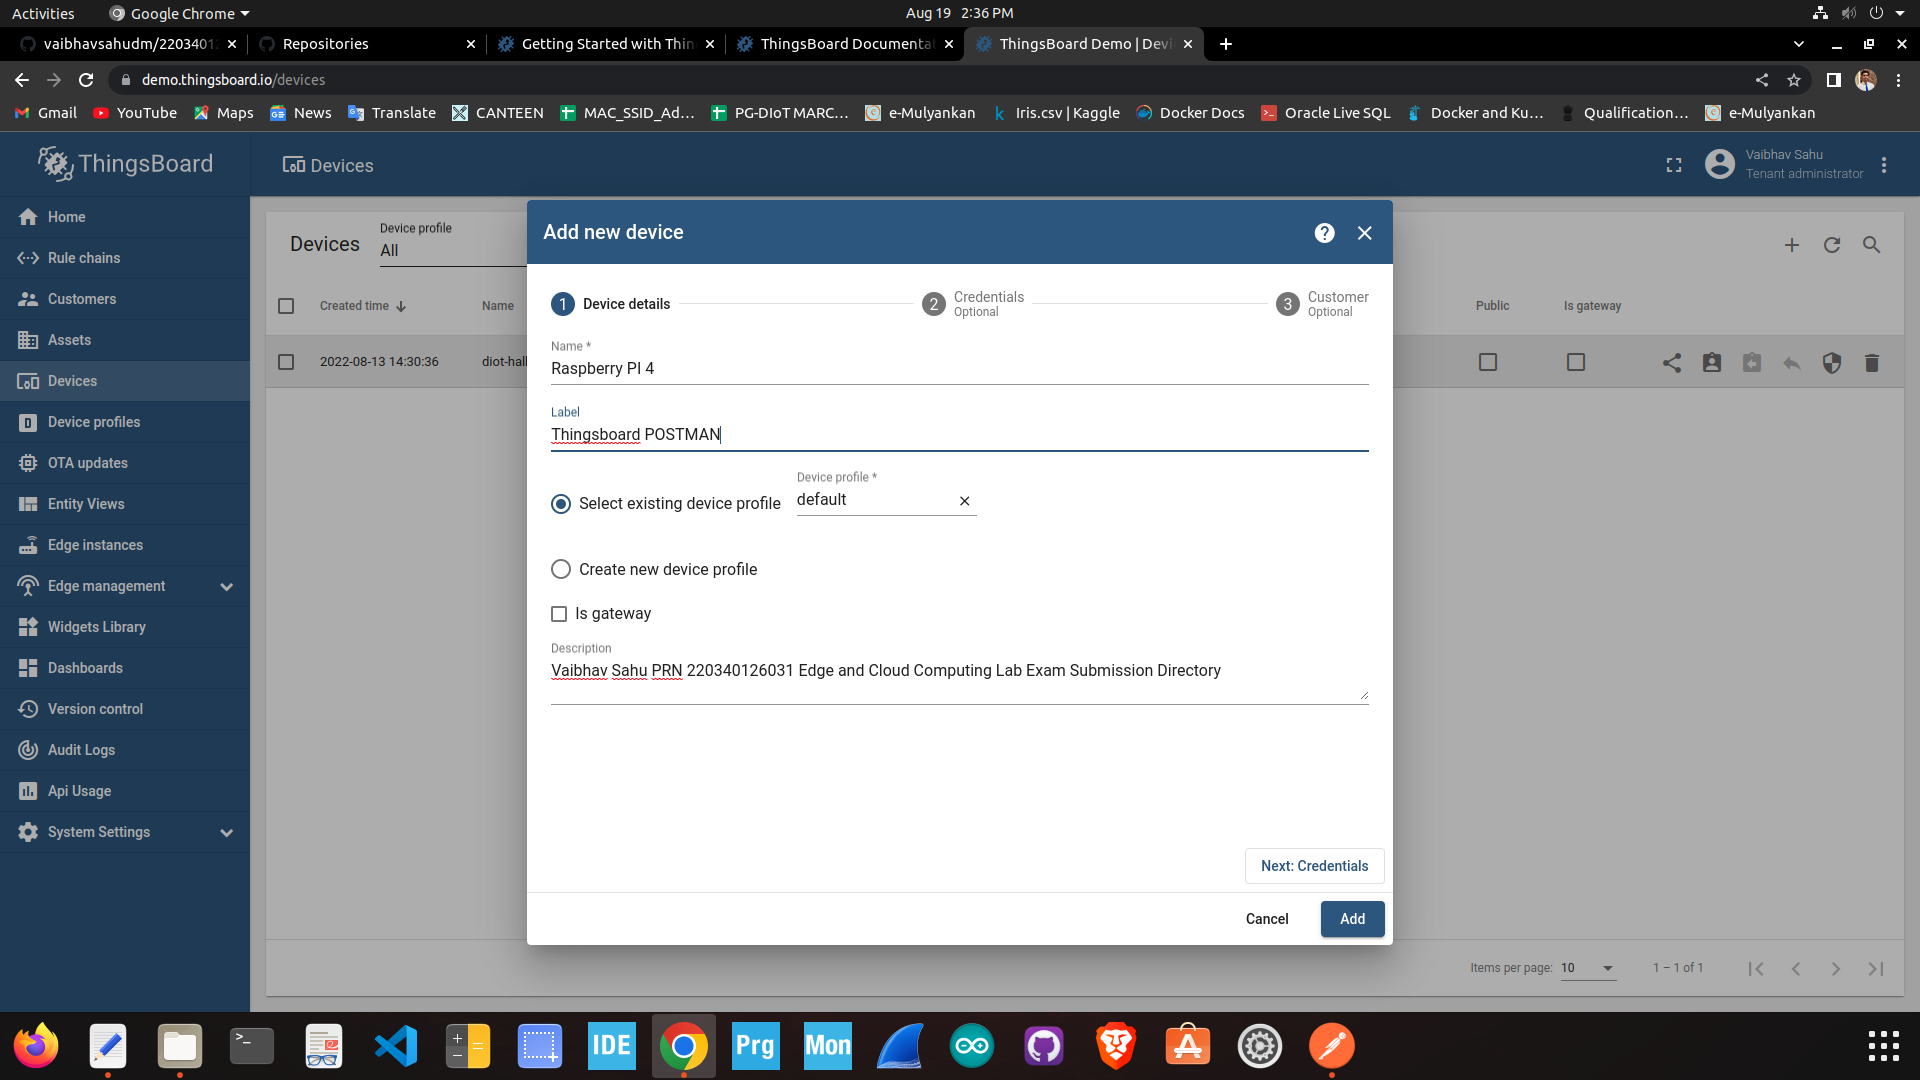 Activities
Google Chrome
Aug 19 2:36 PM
vaibhavsahudm/2203401
Repositories
Getting Started with Thin
ThingsBoard Documenta
ThingsBoard Demo | Devi
demo.thingsboard.io/devices
Gmail
YouTube
Maps
News
Translate
CANTEEN
MAC_SSID_Ad...
PG-DIoT MARC...
e-Mulyankan
Iris.csv | Kaggle
Docker Docs
Oracle Live SQL
Docker and Ku...
Qualification...
e-Mulyankan
ThingsBoard
Devices
Vaibhav Sahu
Tenant administrator
Home
Rule chains
Customers
Assets
Devices
Device profiles
OTA updates
Entity Views
Edge instances
Edge management
Widgets Library
Dashboards
Version control
Audit Logs
Api Usage
System Settings
Devices
Device profile
All
Created time
Name
Public
Is gateway
2022-08-13 14:30:36
diot-hall
Add new device
1 Device details
2 Credentials
Optional
3 Customer
Optional
Name *
Raspberry PI 4
Label
Thingsboard POSTMAN
Select existing device profile
Device profile *
default
Create new device profile
Is gateway
Description
Vaibhav Sahu PRN 220340126031 Edge and Cloud Computing Lab Exam Submission Directory
Next: Credentials
Cancel
Add
Items per page: 10
1 – 1 of 1
IDE
Prg
Mon